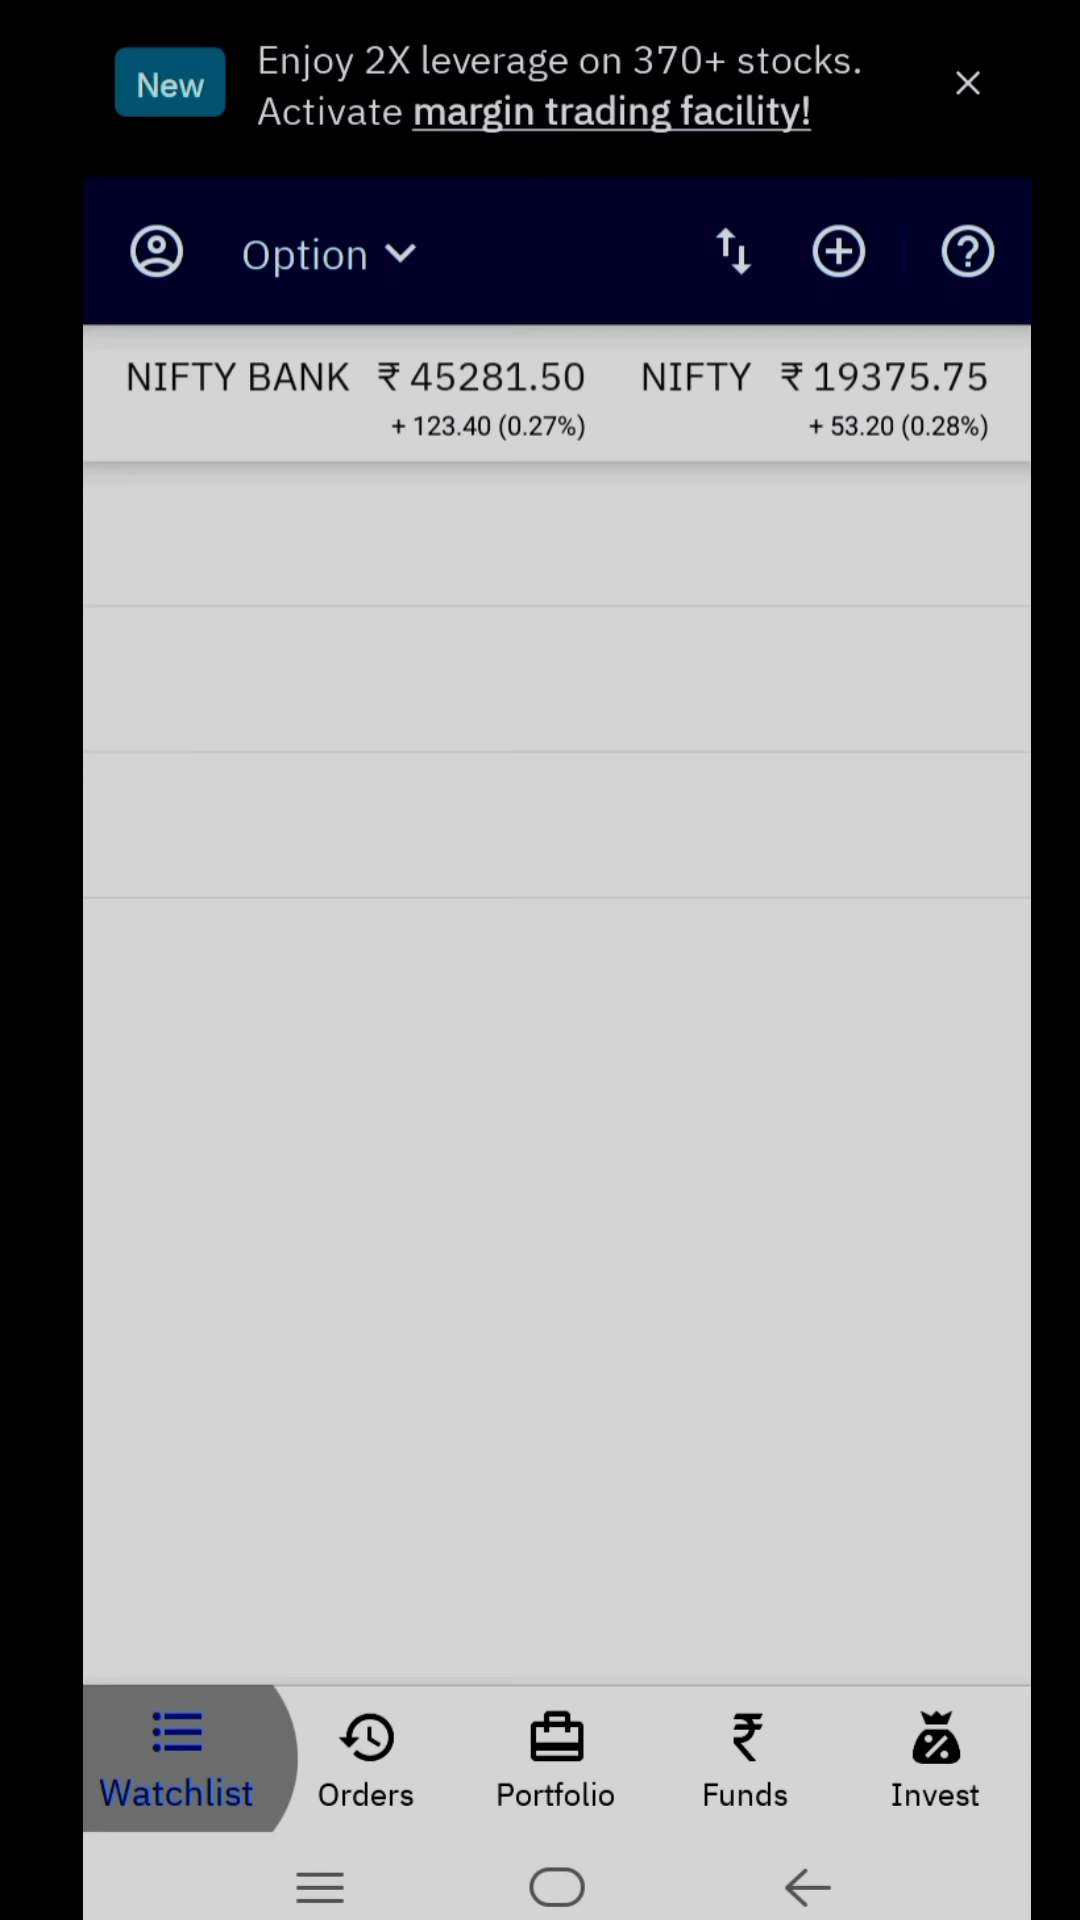 New
Enjoy 2X leverage on 370+ stocks.
Activate margin trading facility!
Option
NIFTY BANK ₹ 45281.50 NIFTY ₹ 19375.75
+ 123.40 (0.27%) + 53.20 (0.28%)
Watchlist Orders Portfolio Funds Invest